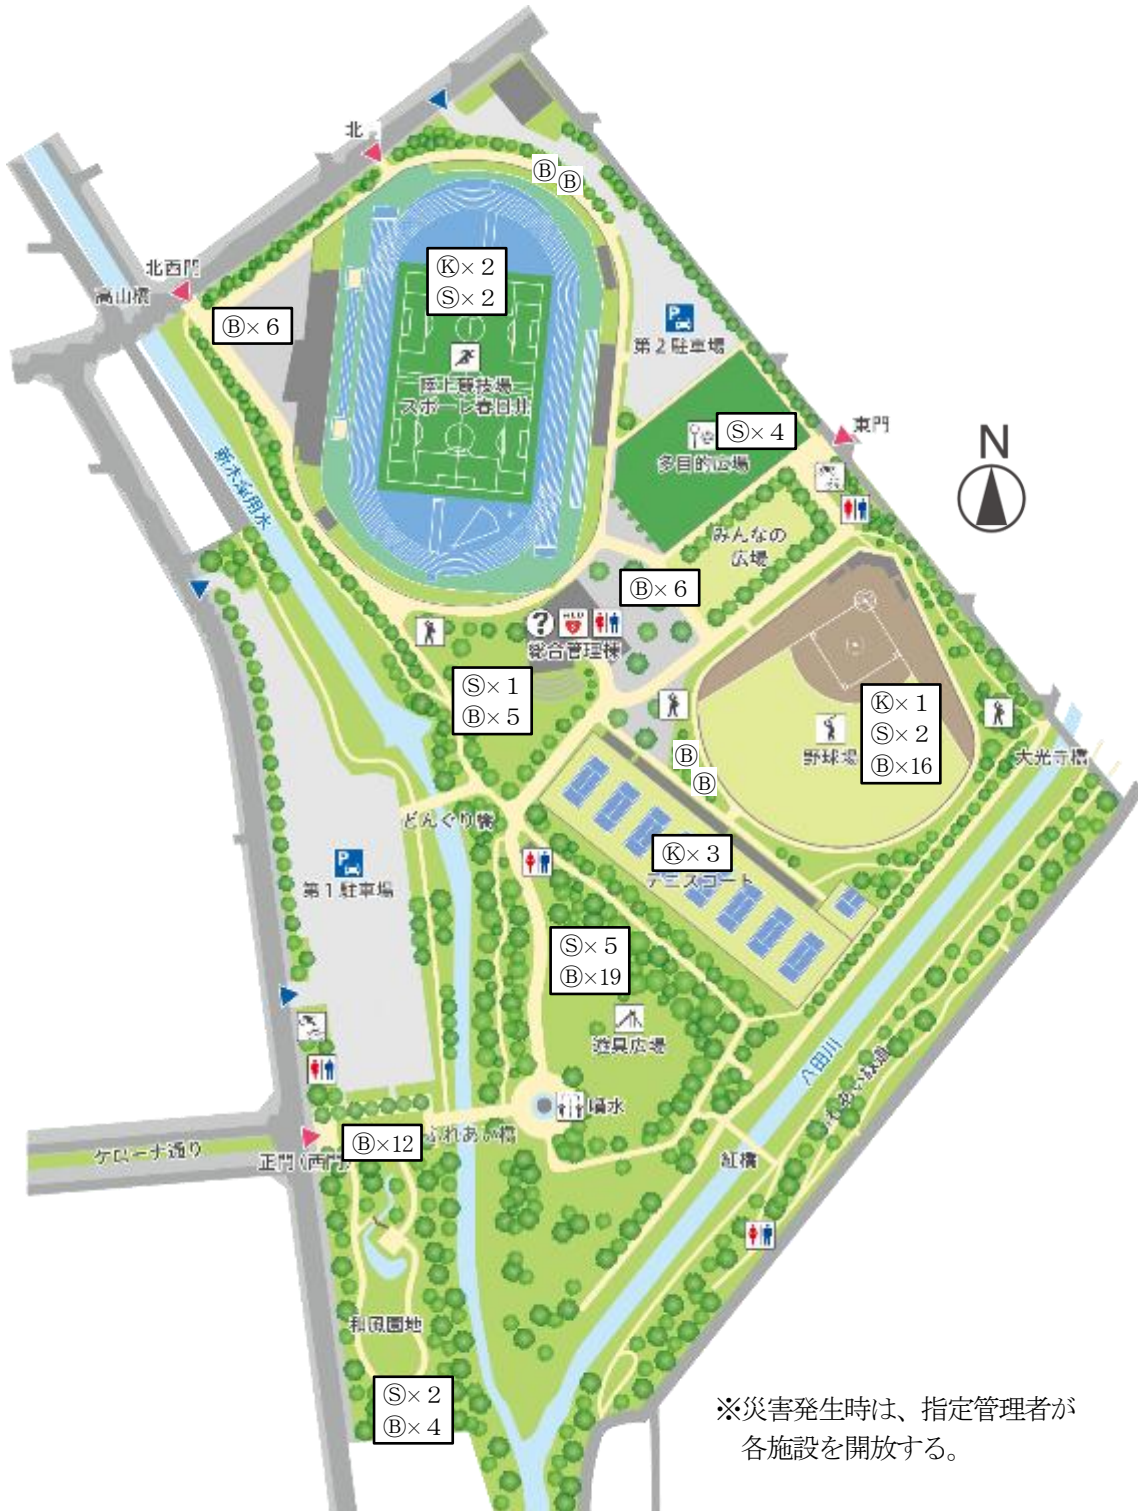 北
北西門
高山橋
Ⓑ
Ⓑ
Ⓚ×２
Ⓢ×２
Ⓑ×６
P
第２駐車場
陸上競技場
スポーレ春日井
Ⓢ×４
東門
多目的広場
N
新木津用水
みんなの
広場
Ⓑ×６
?
AED
総合管理棟
Ⓢ×１
Ⓑ×５
Ⓚ×１
Ⓢ×２
Ⓑ×16
野球場
大光寺橋
Ⓑ
Ⓑ
どんぐり橋
Ⓚ×３
テニスコート
P
第１駐車場
Ⓢ×５
Ⓑ×19
遊具広場
八田川
噴水
ふれあい橋
Ⓑ×12
ケローナ通り
正門（西門）
紅橋
和風園地
Ⓢ×２
Ⓑ×４
※災害発生時は、指定管理者が
各施設を開放する。